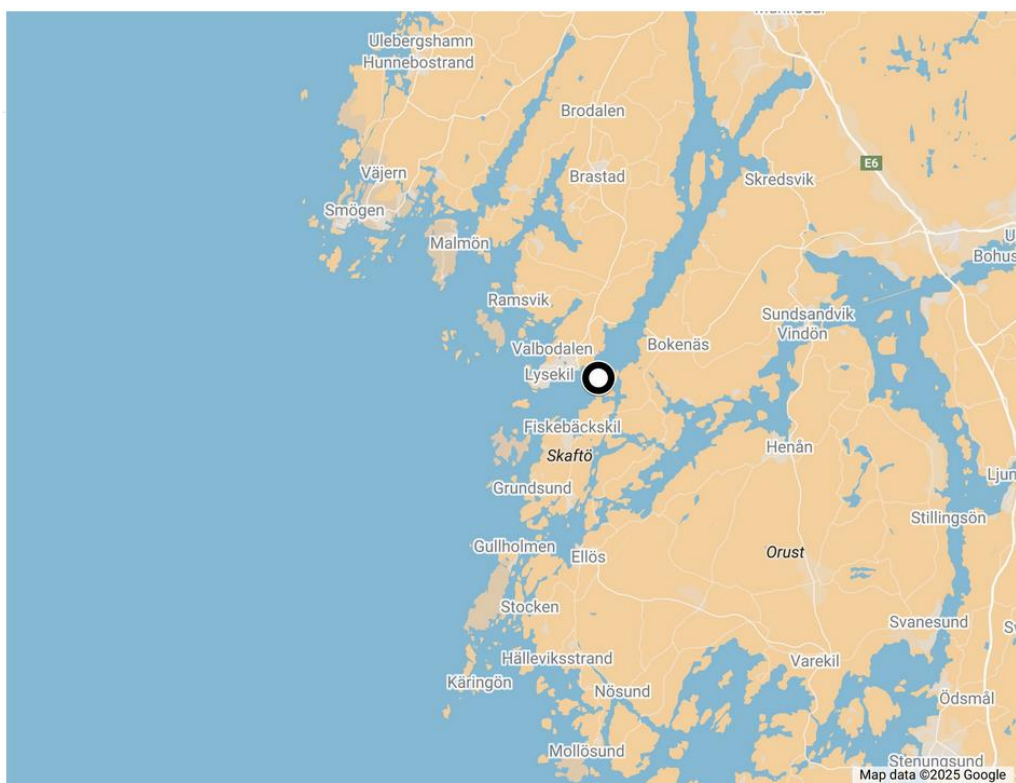 Ulebergshamn
Hunnebostrand
Brodalen
E6
Väjern
Brastad
Skredsvik
Smögen
Malmön
Ramsvik
Sundsandvik
Vindön
Valbodalen
Bokenäs
Lysekil
Fiskebäckskil
Skaftö
Henån
Grundsund
Stillingsön
Gullholmen
Ellös
Orust
Stocken
Svanesund
Hälleviksstrand
Varekil
Käringön
Nösund
Ödsmål
Mollösund
Stenungsund
Map data ©2025 Google